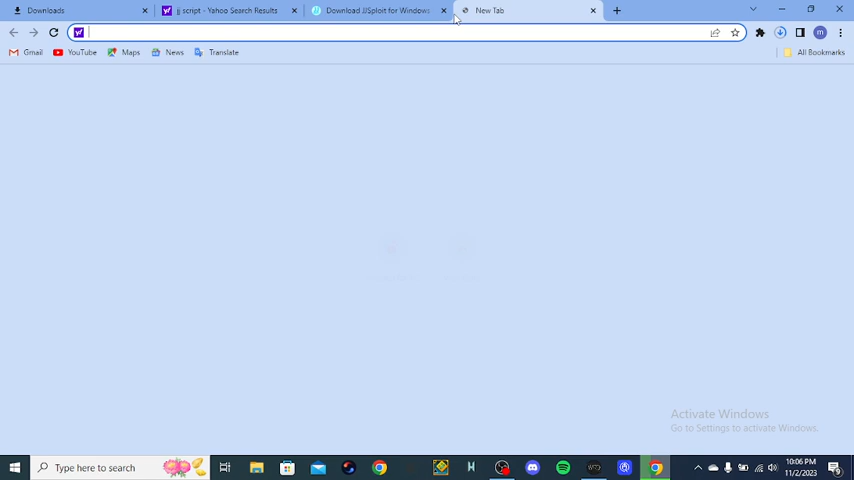 Downloads
jj script - Yahoo Search Results
Download JJSploit for Windows
New Tab
Gmail
YouTube
Maps
News
Translate
All Bookmarks
Activate Windows
Go to Settings to activate Windows.
Type here to search
10:06 PM
11/2/2023